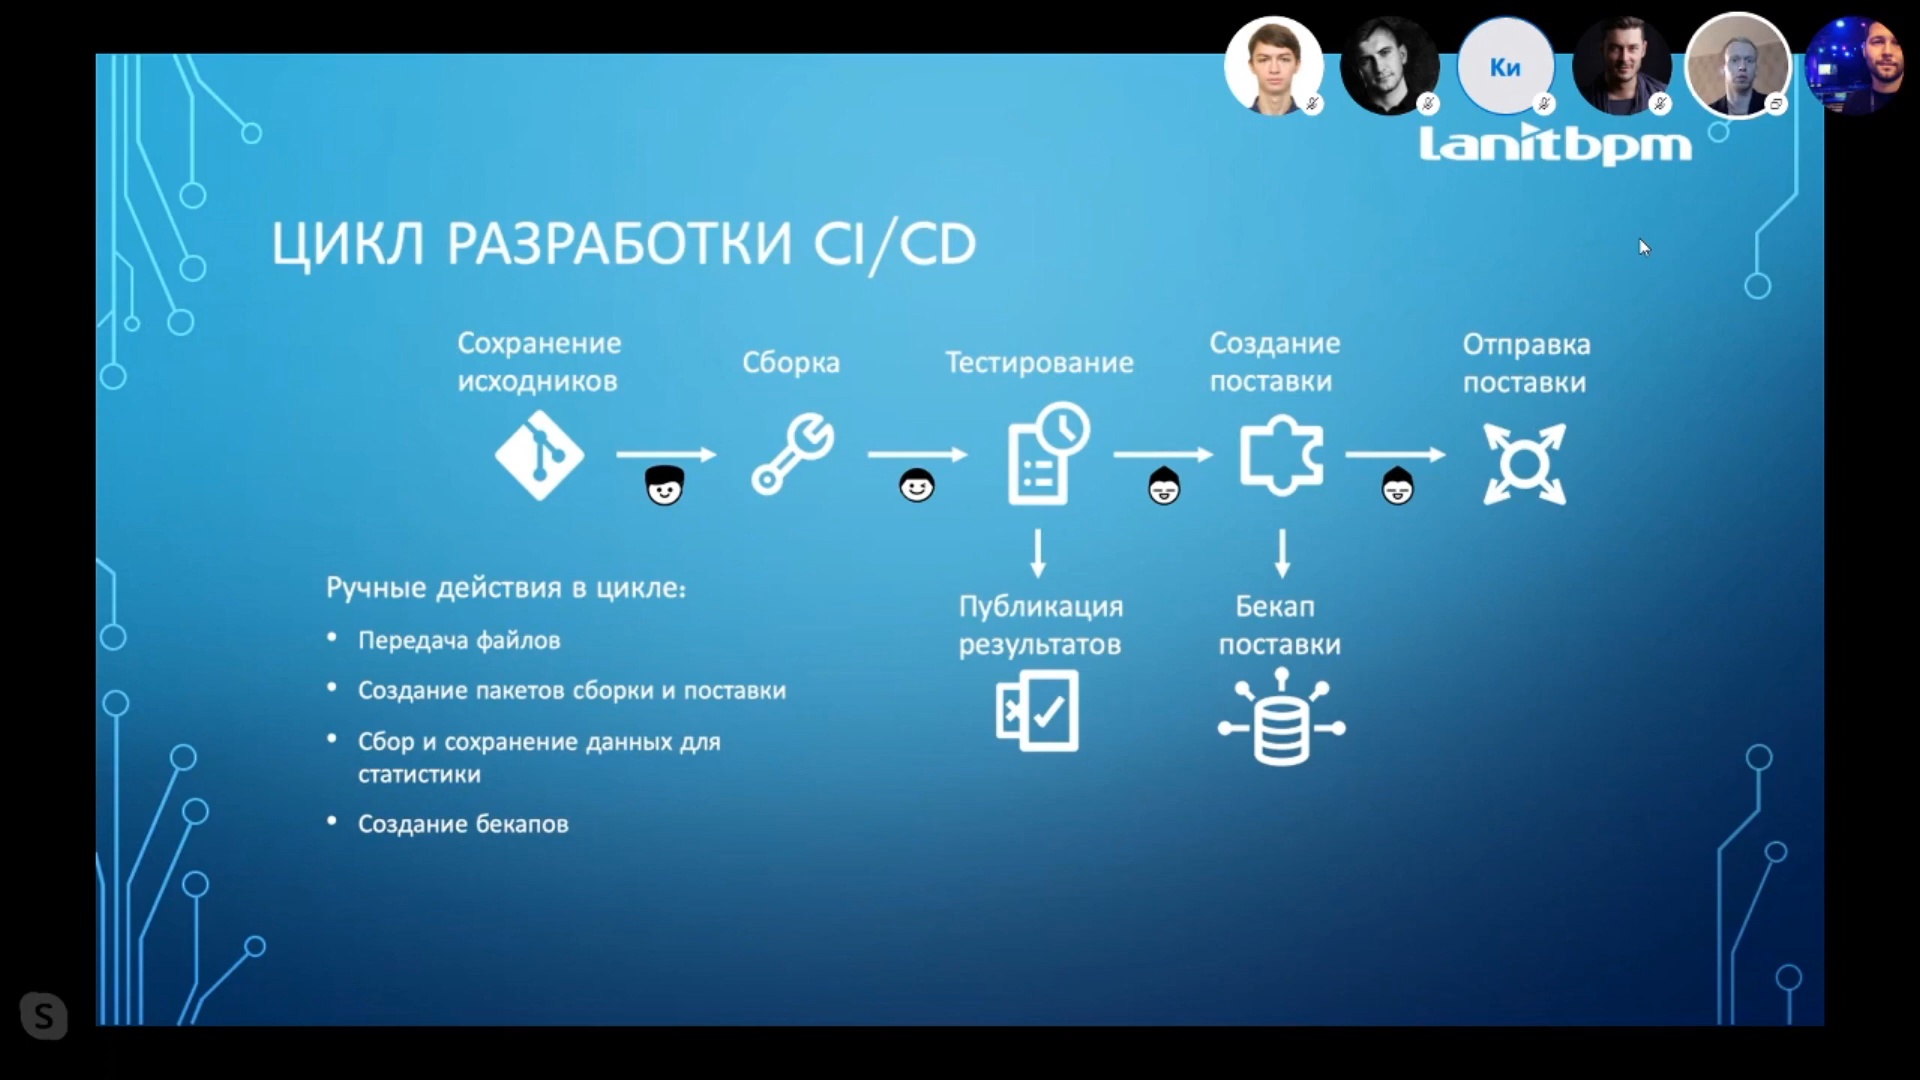 Ки
Lanitbpm
ЦИКЛ РАЗРАБОТКИ CI/CD
Сохранение
исходников
Сборка
Тестирование
Создание
поставки
Отправка
поставки
Публикация
результатов
Бекап
поставки
Ручные действия в цикле:
• Передача файлов
• Создание пакетов сборки и поставки
• Сбор и сохранение данных для
статистики
• Создание бекапов
S